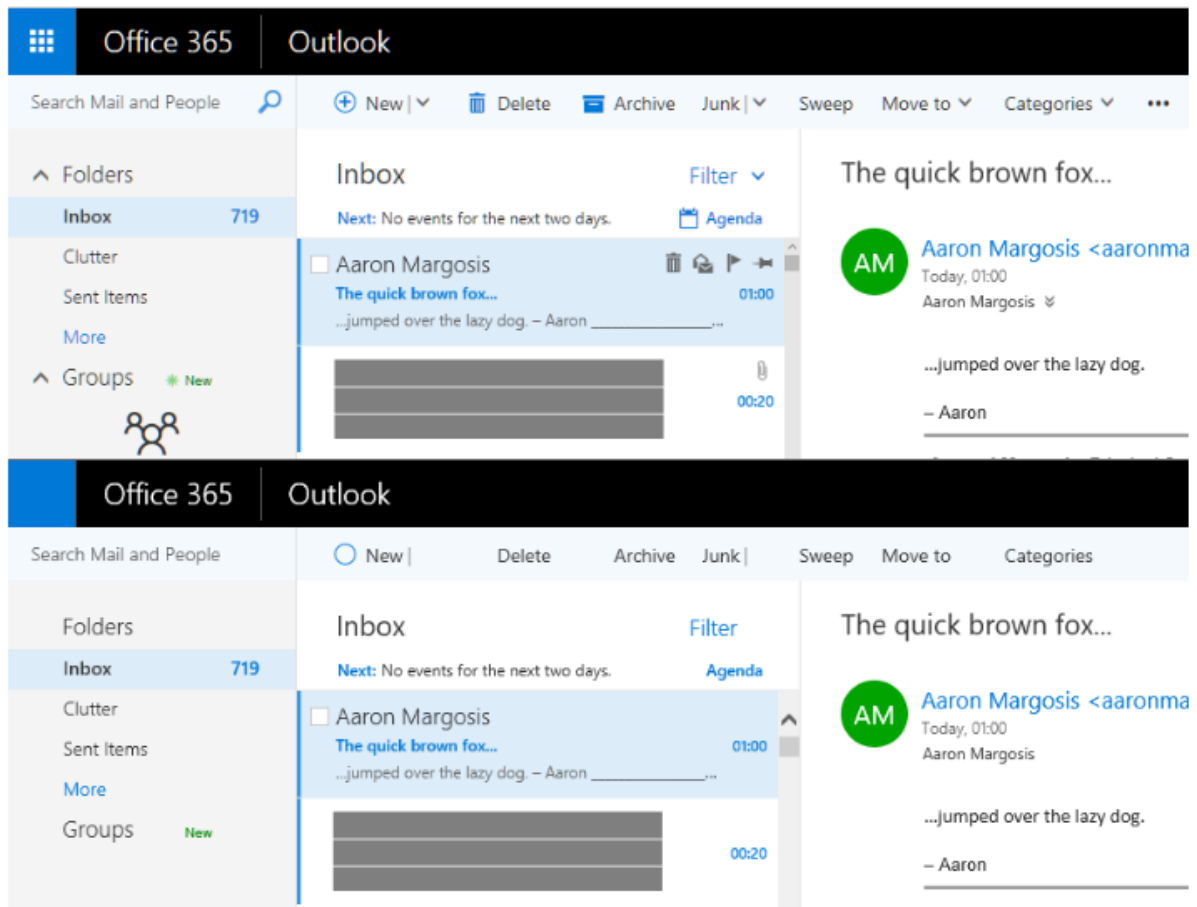 Office 365 Outlook
Search Mail and People New | Delete Archive Junk | Sweep Move to Categories •••
Folders
Inbox 719
Clutter
Sent Items
More
Groups New
Inbox Filter
Next: No events for the next two days. Agenda
Aaron Margosis
The quick brown fox... 01:00
...jumped over the lazy dog. – Aaron _______________...
00:20
The quick brown fox...
AM
Aaron Margosis <aaronma
Today, 01:00
Aaron Margosis
...jumped over the lazy dog.
– Aaron
Office 365 Outlook
Search Mail and People New | Delete Archive Junk | Sweep Move to Categories
Folders
Inbox 719
Clutter
Sent Items
More
Groups New
Inbox Filter
Next: No events for the next two days. Agenda
Aaron Margosis
The quick brown fox... 01:00
...jumped over the lazy dog. – Aaron _______________...
00:20
The quick brown fox...
AM
Aaron Margosis <aaronma
Today, 01:00
Aaron Margosis
...jumped over the lazy dog.
– Aaron